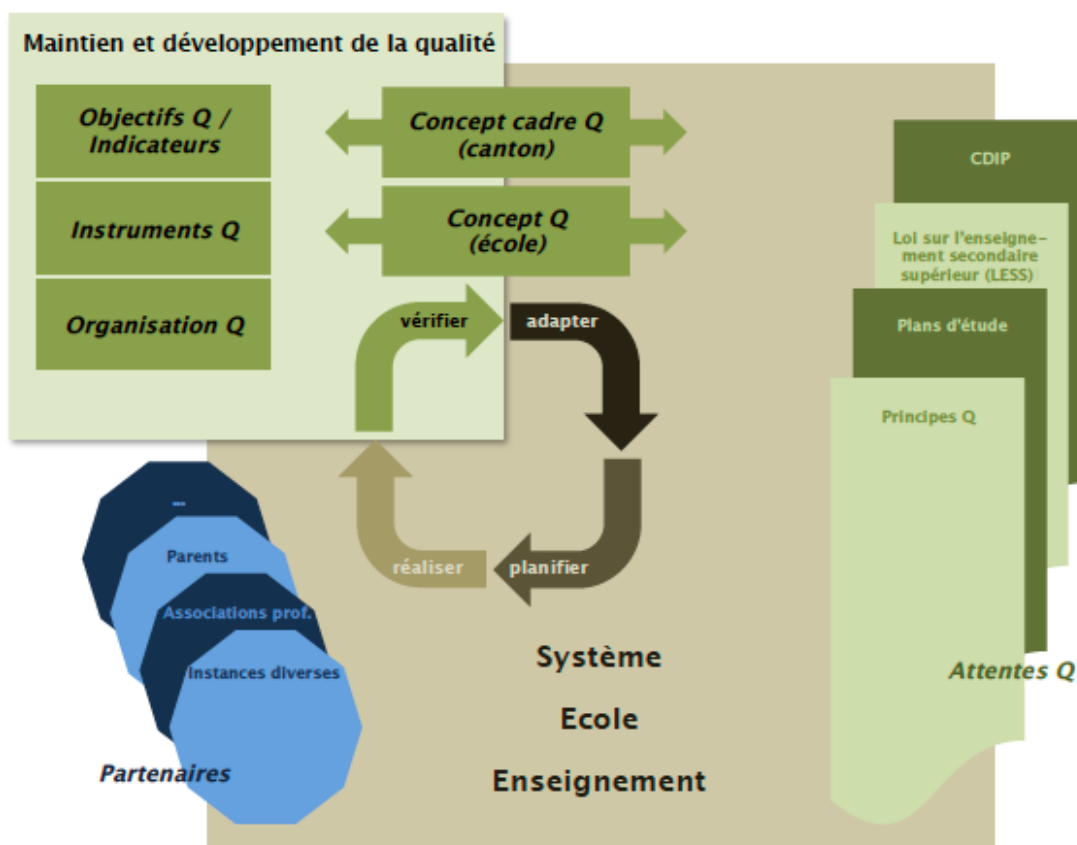 Maintien et développement de la qualité
Objectifs Q /
Indicateurs
Instruments Q
Organisation Q
Concept cadre Q
(canton)
Concept Q
(école)
vérifier
adapter
réaliser
planifier
CDIP
Loi sur l'enseigne-
ment secondaire
supérieur (LESS)
Plans d'étude
Principes Q
Attentes Q
...
Parents
Associations prof.
Instances diverses
Partenaires
Système
Ecole
Enseignement